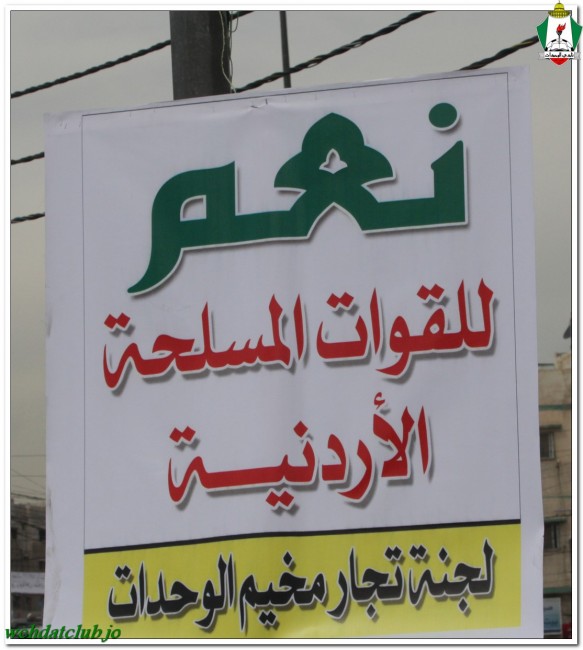 نعم
للقوات المسلحة
الأردنية
لجنة تجار مخيم الوحدات
wehdatclub.jo